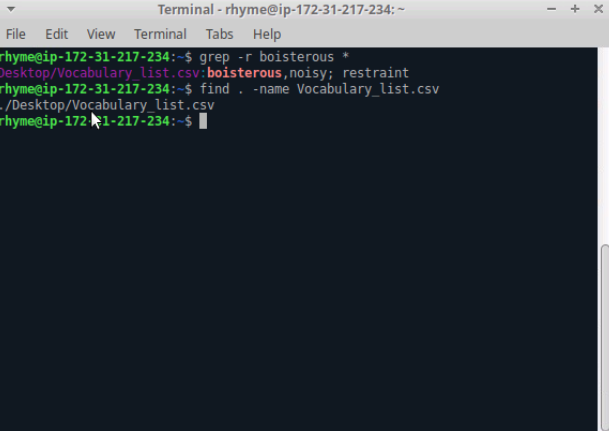 Terminal - rhyme@ip-172-31-217-234: ~
File Edit View Terminal Tabs Help
rhyme@ip-172-31-217-234:~$ grep -r boisterous *
Desktop/Vocabulary_list.csv:boisterous,noisy; restraint
rhyme@ip-172-31-217-234:~$ find . -name Vocabulary_list.csv
./Desktop/Vocabulary_list.csv
rhyme@ip-172-31-217-234:~$